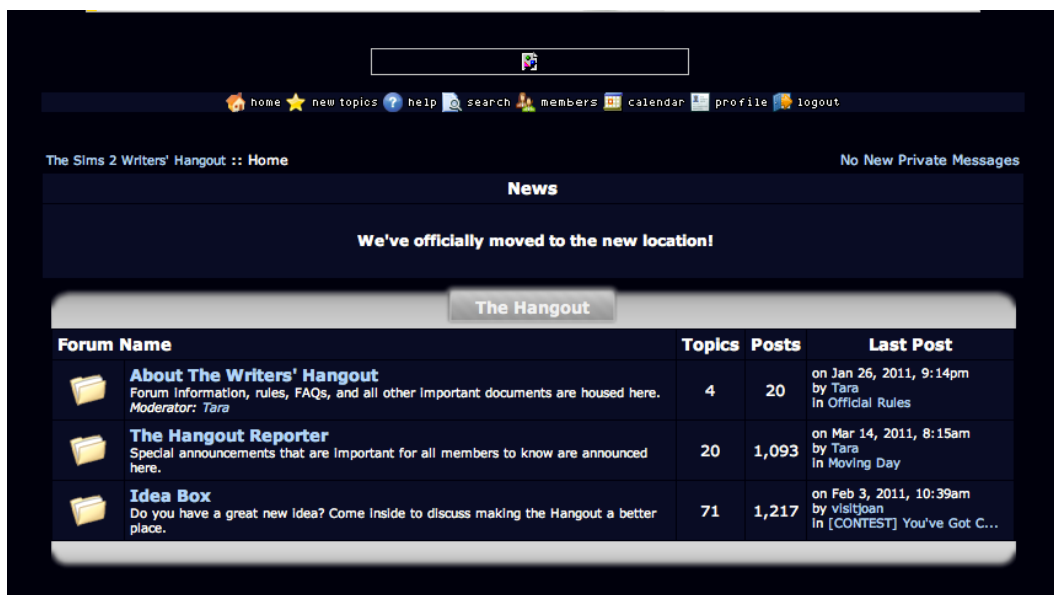 home new topics help search members calendar profile logout
The Sims 2 Writers' Hangout :: Home No New Private Messages
News
We've officially moved to the new location!
The Hangout
Forum Name Topics Posts Last Post
About The Writers' Hangout
Forum information, rules, FAQs, and all other important documents are housed here.
Moderator: Tara
4 20
on Jan 26, 2011, 9:14pm
by Tara
in Official Rules
The Hangout Reporter
Special announcements that are important for all members to know are announced
here.
20 1,093
on Mar 14, 2011, 8:15am
by Tara
in Moving Day
Idea Box
Do you have a great new idea? Come inside to discuss making the Hangout a better
place.
71 1,217
on Feb 3, 2011, 10:39am
by visitjoan
in [CONTEST] You've Got C...